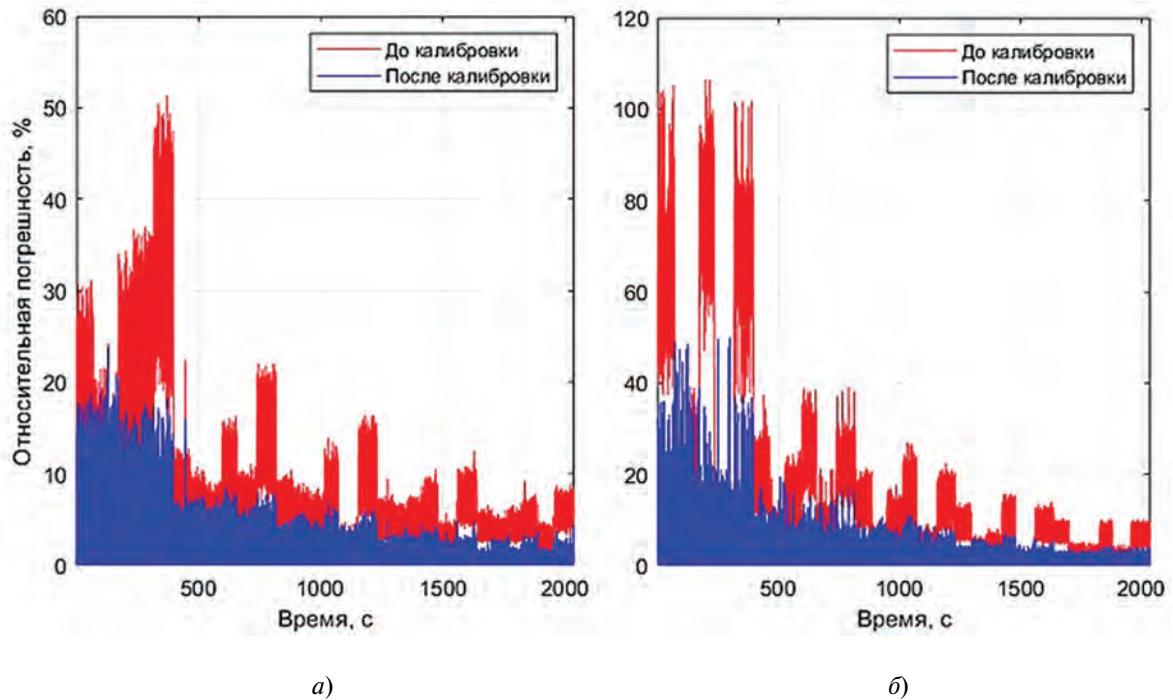 60
50
40
30
20
10
0
Относительная погрешность, %
До калибровки
После калибровки
500
1000
1500
2000
Время, с
а)
120
100
80
60
40
20
0
До калибровки
После калибровки
500
1000
1500
2000
Время, с
б)